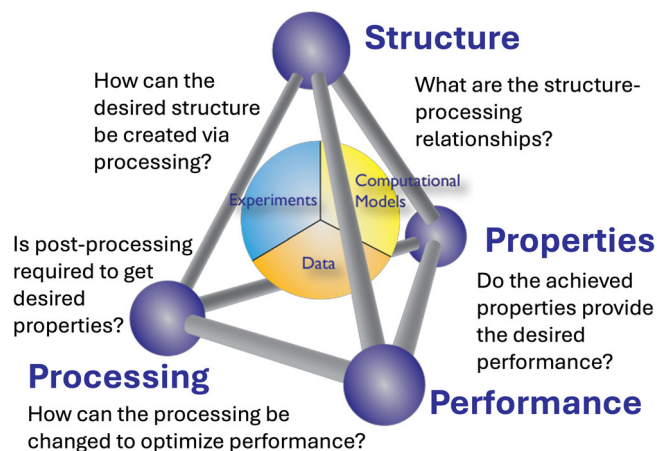 Structure
How can the
desired structure
be created via
processing?
What are the structure-
processing
relationships?
Experiments
Computational
Models
Data
Is post-processing
required to get
desired
properties?
Properties
Do the achieved
properties provide
the desired
performance?
Processing
Performance
How can the processing be
changed to optimize performance?